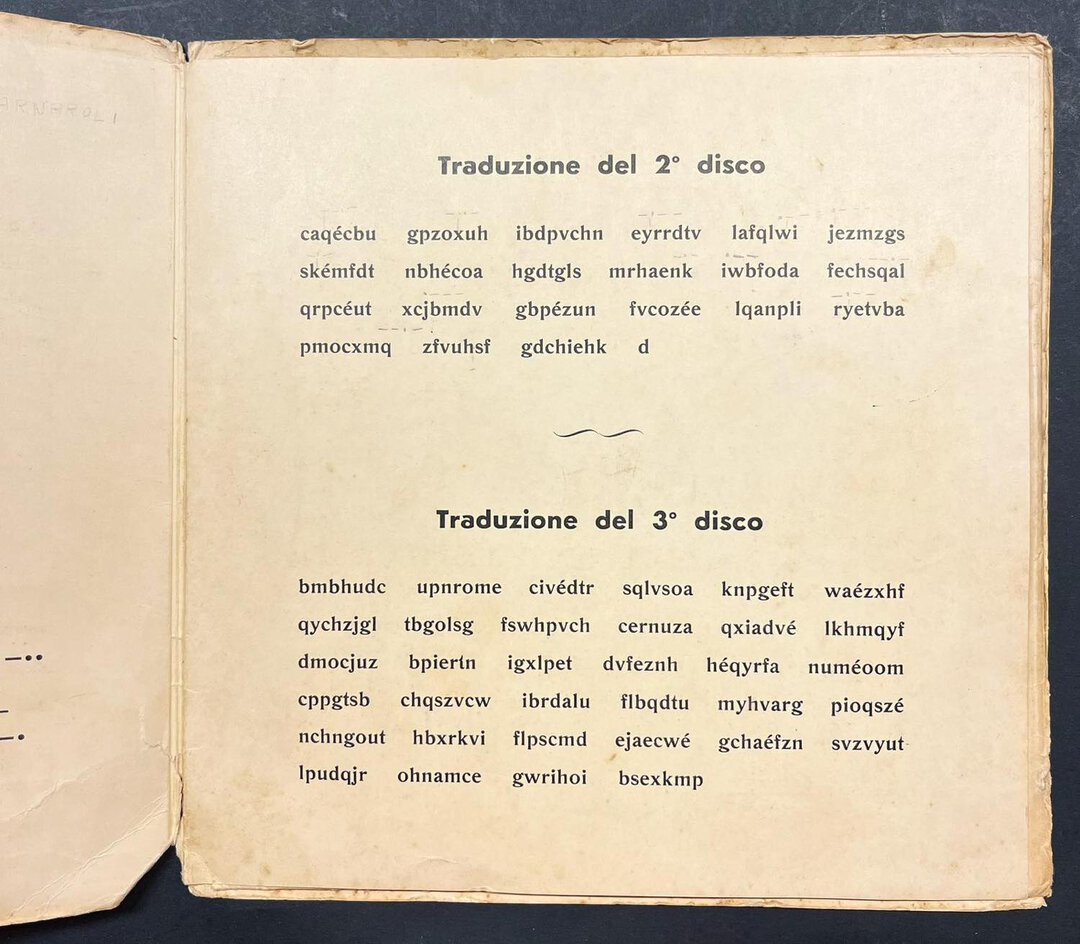 Traduzione del 2º disco
caqécbu gpzoxuh ibdpvchn eyrrdtv lafqlwi jezmzgs
skémfdt nbhécoa hgdtgls mrhaenk iwbfoda fechsqal
qrpcéut xcjbmdv gbpézun fvcozée lqanpli ryetvba
pmocxmq zfvuhsf gdchiehk d
Traduzione del 3º disco
bmbhudc upnrome civédtr sqlvsoa knpgeft waézxhf
qychzjgl tbgolsg fswhpvch cernuza qxiadvé lkhmqyf
dmocjuz bpiertn igxlpet dvfeznh héqyrfa numéoom
cppgtsb chqszvcw ibrdalu flbqdtu myhvarg pioqszé
nchngout hbxrkvi flpscmd ejaecwé gchaéfzn svzvyut
lpudqjr ohnamce gwrihoi bsexkmp